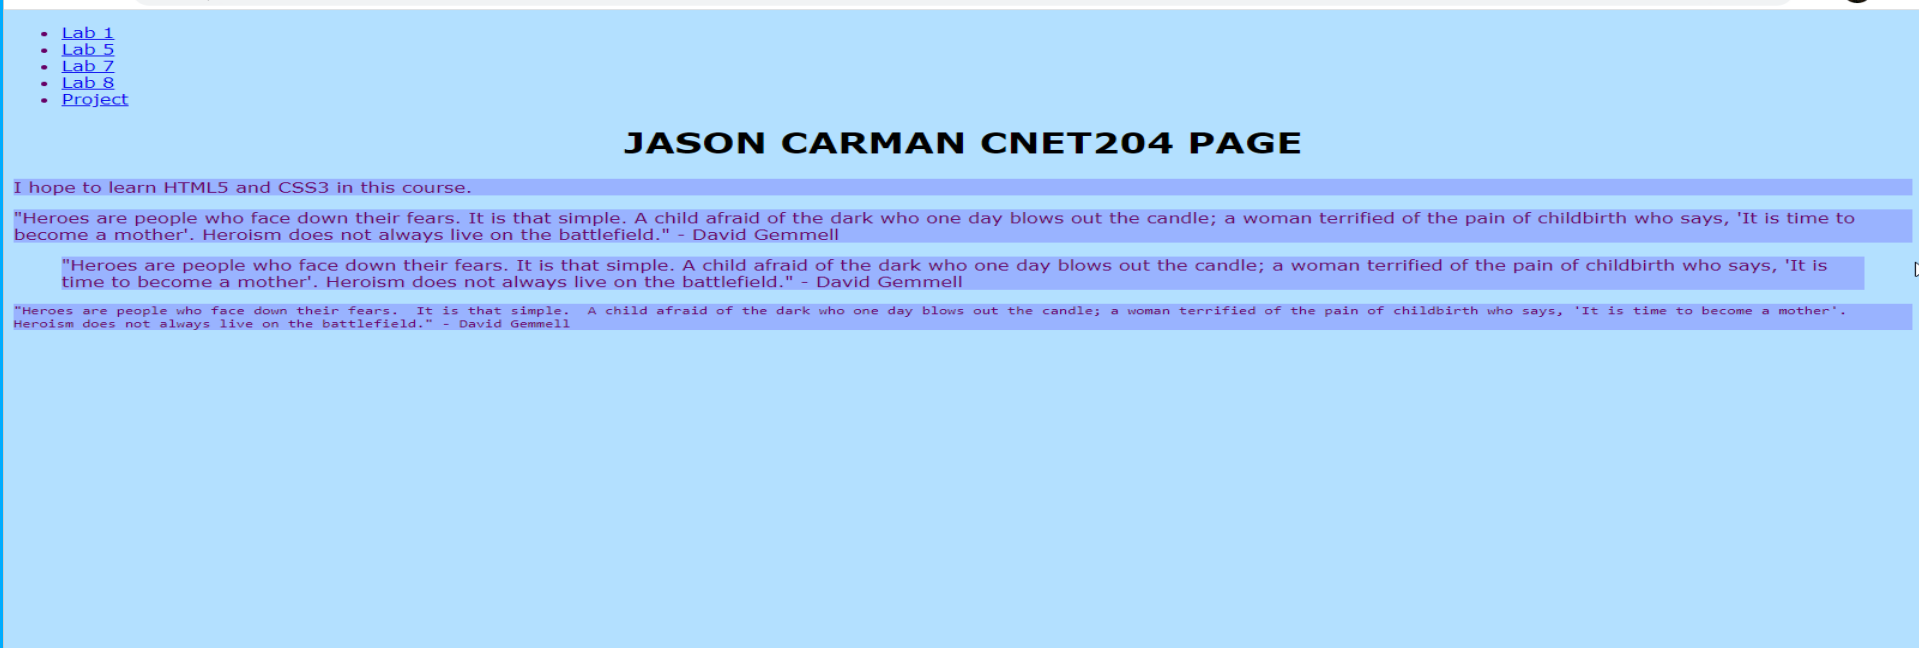 Lab 1
Lab 5
Lab 7
Lab 8
Project
JASON CARMAN CNET204 PAGE
I hope to learn HTML5 and CSS3 in this course.
"Heroes are people who face down their fears. It is that simple. A child afraid of the dark who one day blows out the candle; a woman terrified of the pain of childbirth who says, 'It is time to
become a mother'. Heroism does not always live on the battlefield." - David Gemmell
"Heroes are people who face down their fears. It is that simple. A child afraid of the dark who one day blows out the candle; a woman terrified of the pain of childbirth who says, 'It is
time to become a mother'. Heroism does not always live on the battlefield." - David Gemmell
"Heroes are people who face down their fears.  It is that simple.  A child afraid of the dark who one day blows out the candle; a woman terrified of the pain of childbirth who says, 'It is time to become a mother'.
Heroism does not always live on the battlefield." - David Gemmell